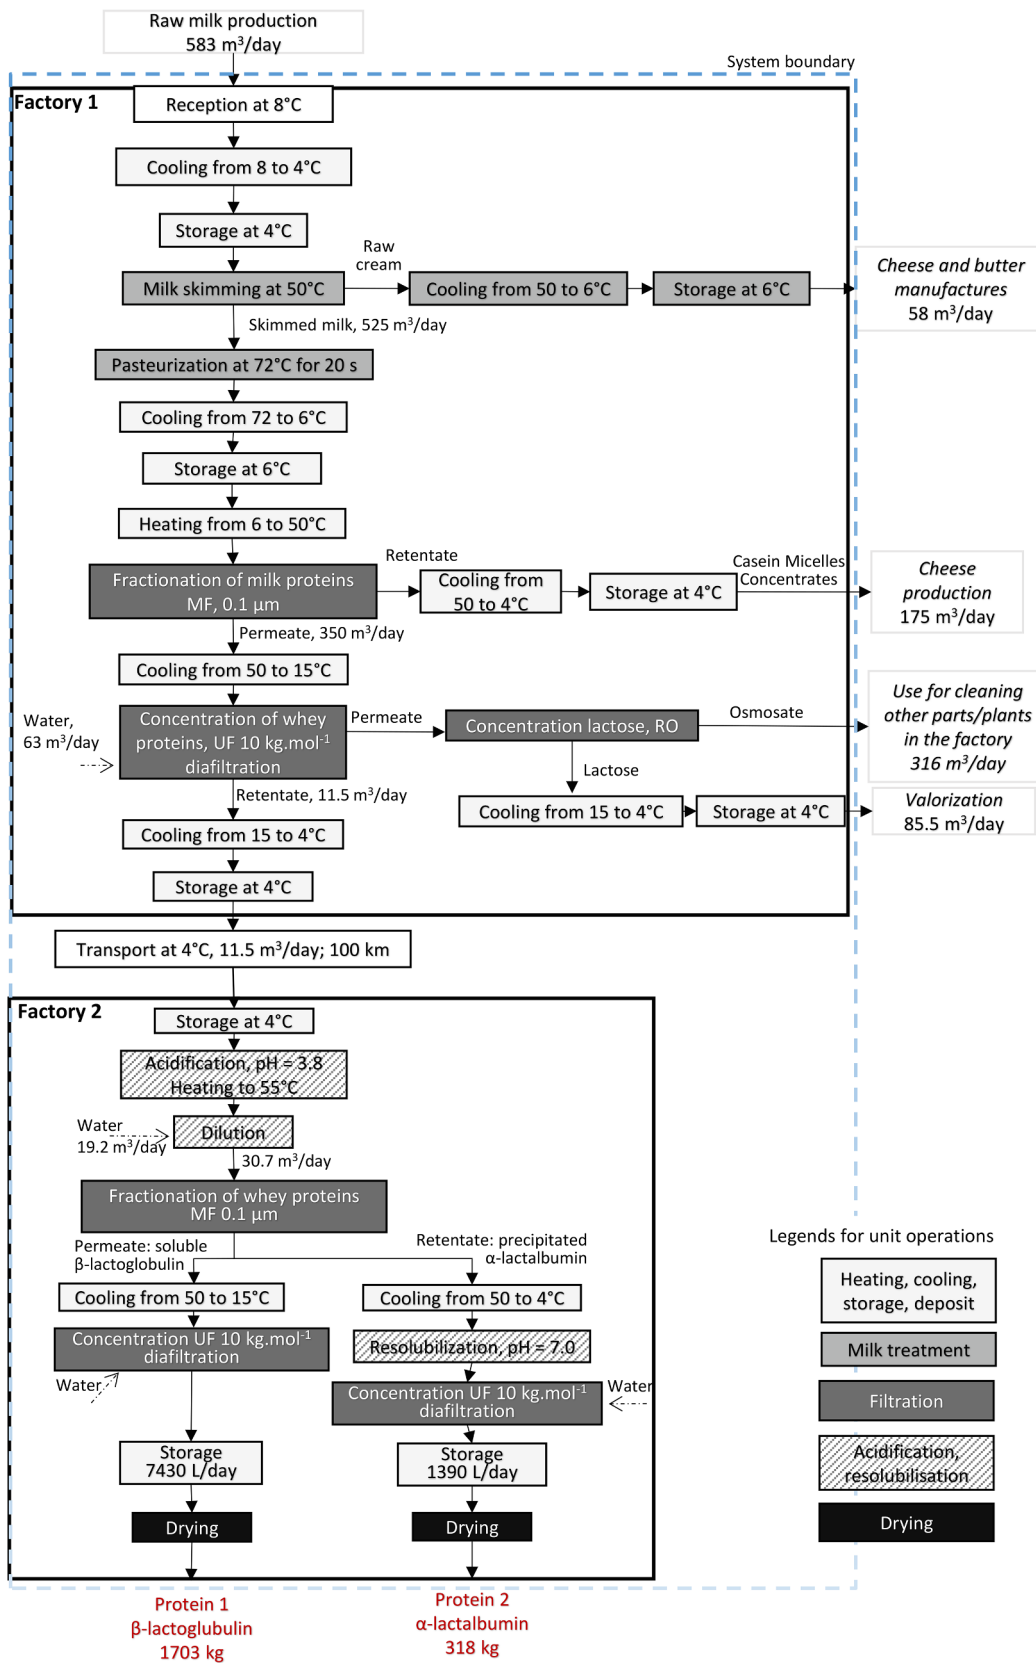 Raw milk production
583 m³/day
System boundary
Factory 1
Reception at 8°C
Cooling from 8 to 4°C
Storage at 4°C
Raw
cream
Milk skimming at 50°C
Cooling from 50 to 6°C
Storage at 6°C
Cheese and butter
manufactures
58 m³/day
Skimmed milk, 525 m³/day
Pasteurization at 72°C for 20 s
Cooling from 72 to 6°C
Storage at 6°C
Heating from 6 to 50°C
Fractionation of milk proteins
MF, 0.1 µm
Retentate
Cooling from
50 to 4°C
Storage at 4°C
Casein Micelles
Concentrates
Cheese
production
175 m³/day
Permeate, 350 m³/day
Cooling from 50 to 15°C
Water,
63 m³/day
Concentration of whey
proteins, UF 10 kg.mol⁻¹
diafiltration
Permeate
Concentration lactose, RO
Osmosate
Use for cleaning
other parts/plants
in the factory
316 m³/day
Lactose
Retentate, 11.5 m³/day
Cooling from 15 to 4°C
Cooling from 15 to 4°C
Storage at 4°C
Valorization
85.5 m³/day
Storage at 4°C
Transport at 4°C, 11.5 m³/day; 100 km
Factory 2
Storage at 4°C
Acidification, pH = 3.8
Heating to 55°C
Water
19.2 m³/day
Dilution
30.7 m³/day
Fractionation of whey proteins
MF 0.1 µm
Permeate: soluble
β-lactoglobulin
Retentate: precipitated
α-lactalbumin
Cooling from 50 to 15°C
Cooling from 50 to 4°C
Concentration UF 10 kg.mol⁻¹
diafiltration
Water
Resolubilization, pH = 7.0
Concentration UF 10 kg.mol⁻¹
diafiltration
Water
Storage
7430 L/day
Storage
1390 L/day
Drying
Drying
Protein 1
β-lactoglobulin
1703 kg
Protein 2
α-lactalbumin
318 kg
Legends for unit operations
Heating, cooling,
storage, deposit
Milk treatment
Filtration
Acidification,
resolubilisation
Drying